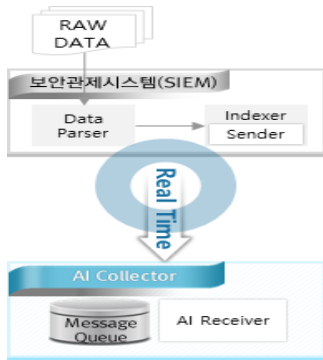 RAW
DATA
보안관제시스템(SIEM)
Data
Parser
Indexer
Sender
Real Time
AI Collector
Message
Queue
AI Receiver